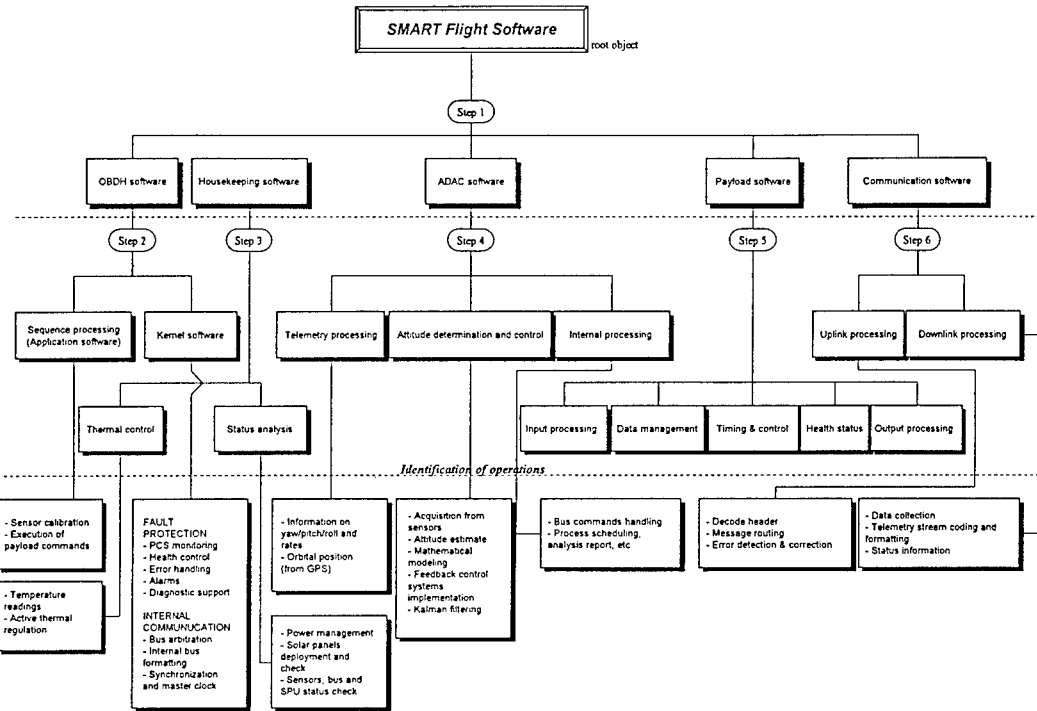 SMART Flight Software
root object
Step 1
OBDH software
Housekeeping software
ADAC software
Payload software
Communication software
Step 2
Step 3
Step 4
Step 5
Step 6
Sequence processing
(Application software)
Kernel software
Telemetry processing
Attitude determination and control
Internal processing
Uplink processing
Downlink processing
Thermal control
Status analysis
Input processing
Data management
Timing & control
Health status
Output processing
Identification of operations
- Sensor calibration
- Execution of
payload commands
- Temperature
readings
- Active thermal
regulation
FAULT
PROTECTION
- PCS monitoring
- Health control
- Error handling
- Alarms
- Diagnostic support
INTERNAL
COMMUNUCATION
- Bus arbitration
- Internal bus
formatting
- Synchronization
and master clock
- Information on
yaw/pitch/roll and
rates
- Orbital position
(from GPS)
- Power management
- Solar panels
deployment and
check
- Sensors, bus and
SPU status check
- Acquisition from
sensors
- Attitude estimate
- Mathematical
modeling
- Feedback control
systems
implementation
- Kalman filtering
- Bus commands handling
- Process scheduling,
analysis report, etc
- Decode header
- Message routing
- Error detection & correction
- Data collection
- Telemetry stream coding and
formatting
- Status information